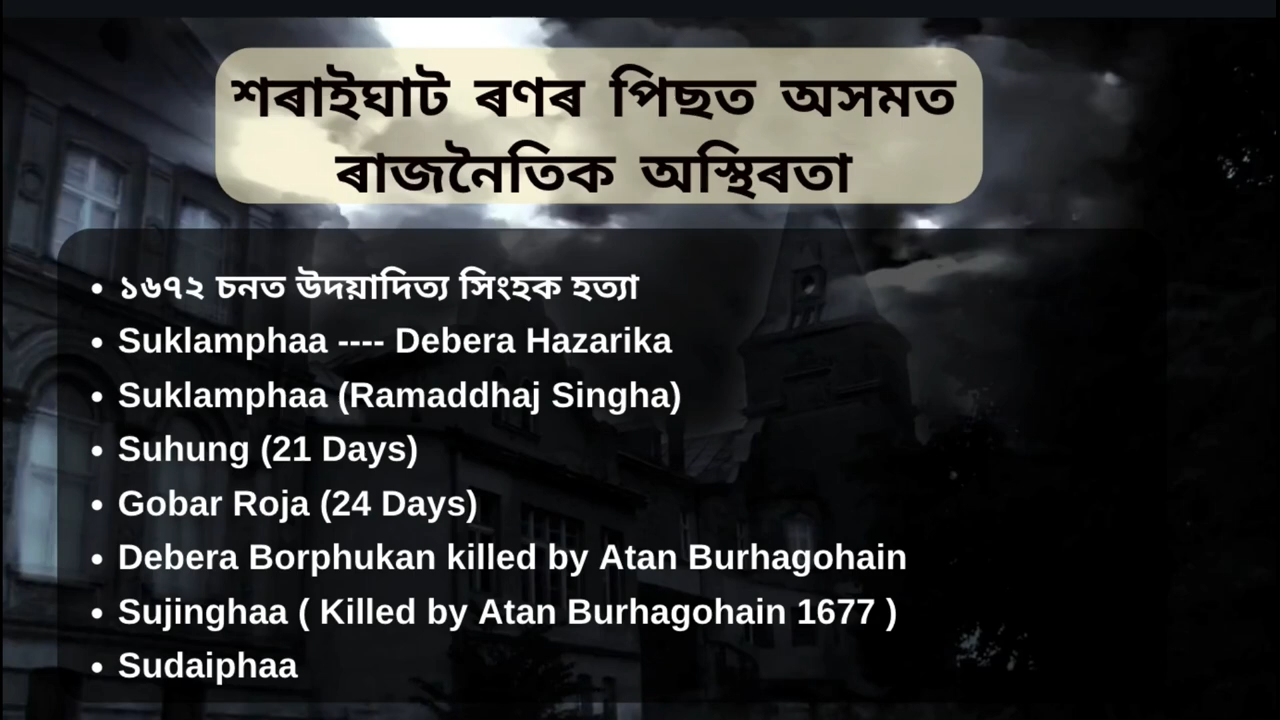 শৰাইঘাট ৰণৰ পিছত অসমত
ৰাজনৈতিক অস্থিৰতা
• ১৬৭২ চনত উদয়াদিত্য সিংহক হত্যা
• Suklamphaa ---- Debera Hazarika
• Suklamphaa (Ramaddhaj Singha)
• Suhung (21 Days)
• Gobar Roja (24 Days)
• Debera Borphukan killed by Atan Burhagohain
• Sujinghaa ( Killed by Atan Burhagohain 1677 )
• Sudaiphaa